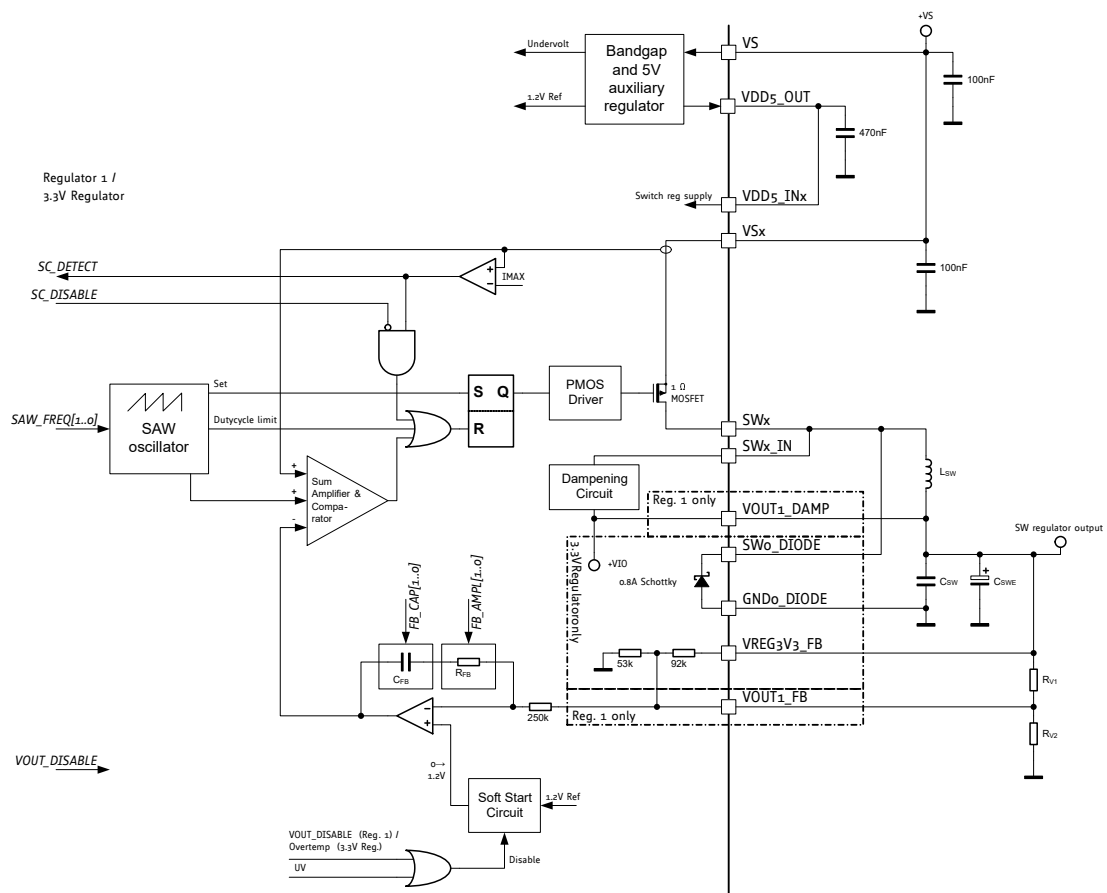 +VS
Undervolt
Bandgap
and 5V
auxiliary
regulator
VS
100nF
1.2V Ref
VDD5_OUT
470nF
Regulator 1 /
3.3V Regulator
Switch reg supply
VDD5_INx
VSx
100nF
SC_DETECT
+
−
IMAX
SC_DISABLE
SAW_FREQ[1..0]
SAW
oscillator
Set
Dutycycle limit
S Q
R
PMOS
Driver
1 Ω
MOSFET
SWx
SWx_IN
LSW
+
+
-
Sum
Amplifier &
Compa-
rator
Dampening
Circuit
Reg. 1 only
VOUT1_DAMP
SW regulator output
3.3VRegulatoronly
+VIO
0.8A Schottky
SW0_DIODE
GND0_DIODE
CSW
+
CSWE
FB_CAP[1..0]
FB_AMPL[1..0]
CFB
RFB
53k
92k
VREG3V3_FB
RV1
250k
Reg. 1 only
VOUT1_FB
RV2
−
+
VOUT_DISABLE
0→
1.2V
Soft Start
Circuit
1.2V Ref
VOUT_DISABLE (Reg. 1) /
Overtemp (3.3V Reg.)
UV
Disable